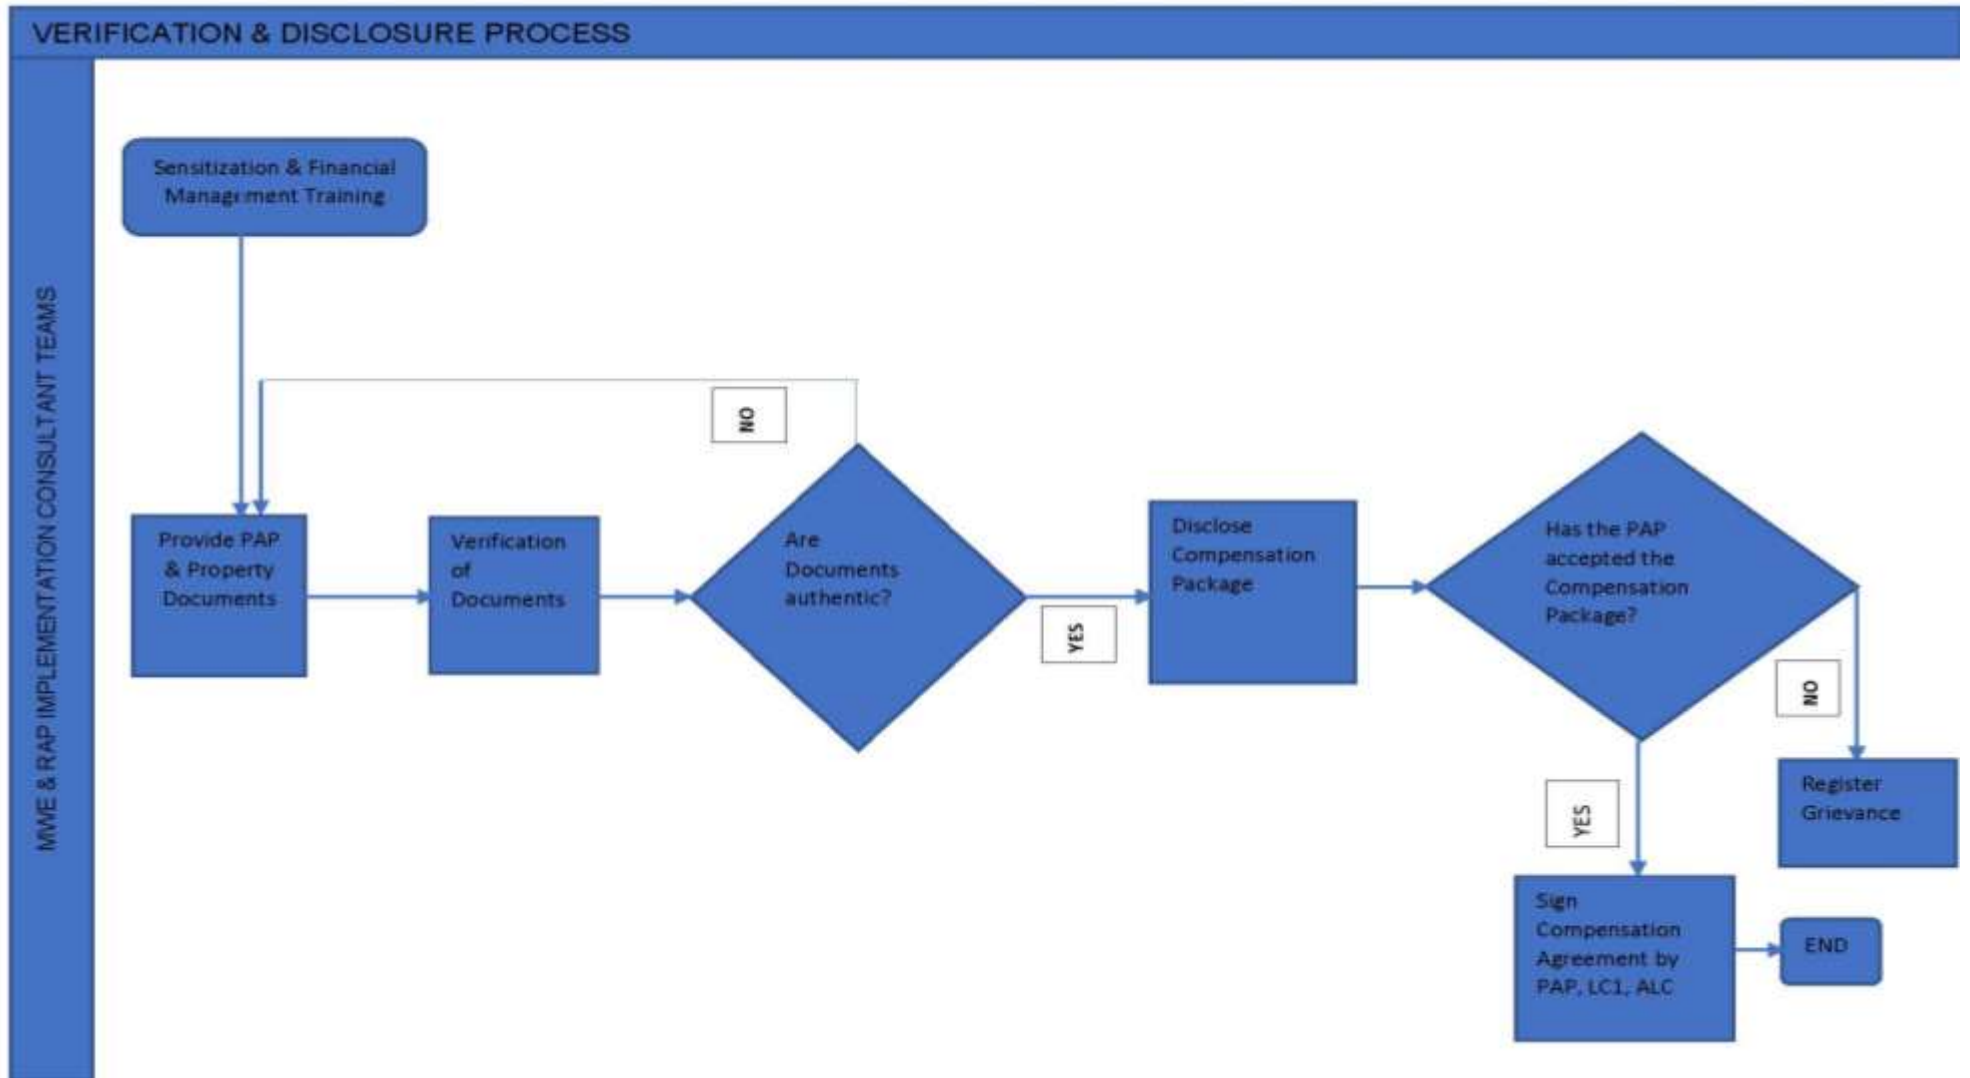 VERIFICATION & DISCLOSURE PROCESS
MWE & RAP IMPLEMENTATION CONSULTANT TEAMS
Sensitization & Financial
Management Training
NO
Provide PAP
& Property
Documents
Verification
of
Documents
Are
Documents
authentic?
YES
Disclose
Compensation
Package
Has the PAP
accepted the
Compensation
Package?
NO
Register
Grievance
YES
Sign
Compensation
Agreement by
PAP, LC1, ALC
END